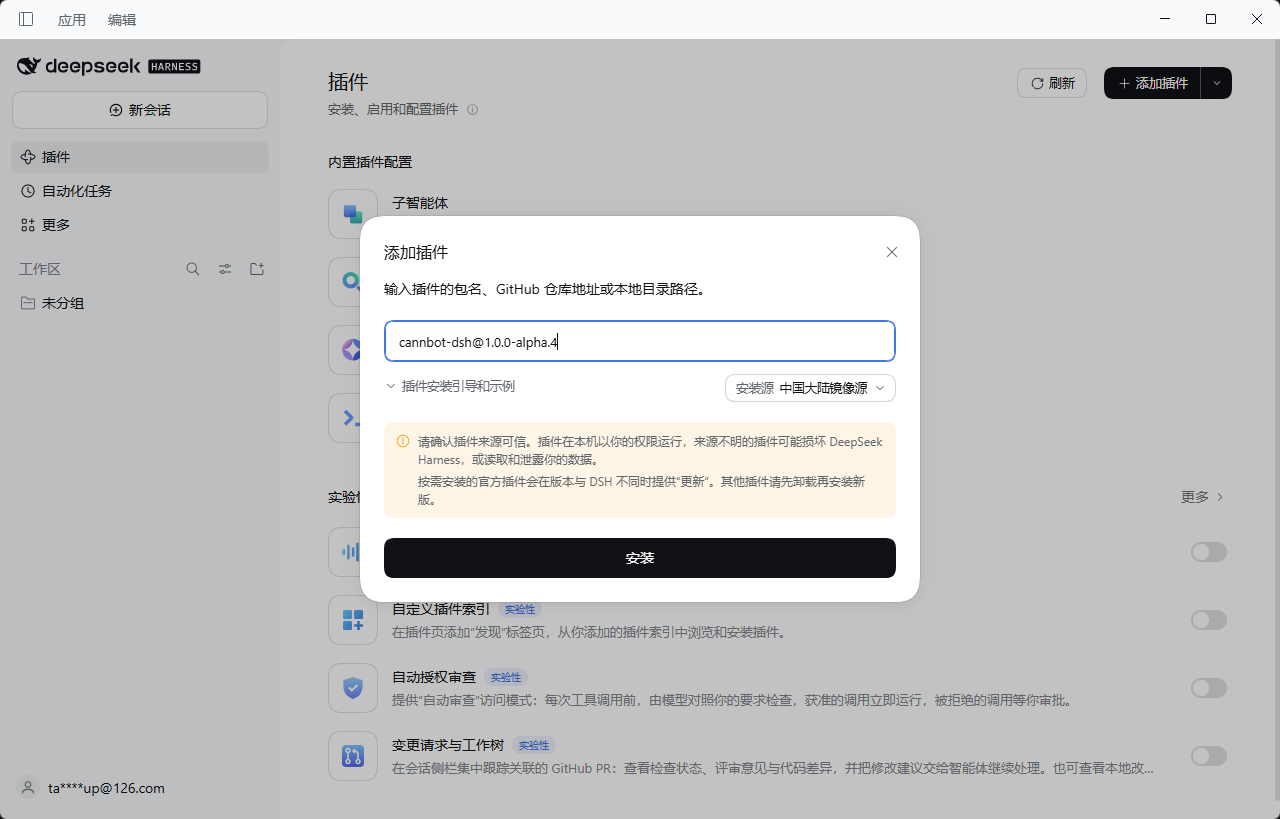 应用 编辑
deepseek HARNESS
新会话
插件
自动化任务
更多
工作区
未分组
ta****up@126.com
插件
安装、启用和配置插件
刷新
添加插件
内置插件配置
子智能体
添加插件
输入插件的包名、GitHub 仓库地址或本地目录路径。
cannbot-dsh@1.0.0-alpha.4
插件安装引导和示例
安装源 中国大陆镜像源
请确认插件来源可信。插件在本机以你的权限运行，来源不明的插件可能损坏 DeepSeek
Harness，或读取和泄露你的数据。
按需安装的官方插件会在版本与 DSH 不同时提供“更新”。其他插件请先卸载再安装新
版。
安装
更多
自定义插件索引 实验性
在插件页添加“发现”标签页，从你添加的插件索引中浏览和安装插件。
自动授权审查 实验性
提供“自动审查”访问模式：每次工具调用前，由模型对照你的要求检查，获准的调用立即运行，被拒绝的调用等你审批。
变更请求与工作树 实验性
在会话侧栏集中跟踪关联的 GitHub PR：查看检查状态、评审意见与代码差异，并把修改建议交给智能体继续处理。也可查看本地改...